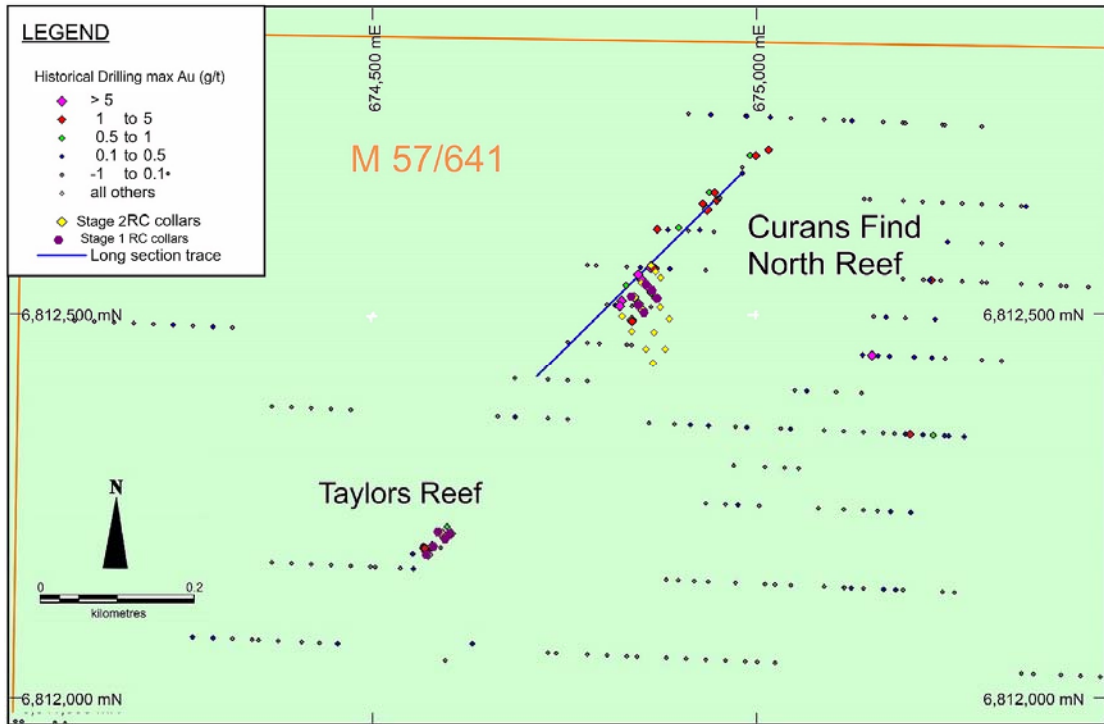 LEGEND
Historical Drilling max Au (g/t)
> 5
1 to 5
0.5 to 1
0.1 to 0.5
-1 to 0.1
all others
Stage 2RC collars
Stage 1 RC collars
Long section trace
674,500 mE
675,000 mE
M 57/641
Curans Find
North Reef
6,812,500 mN
6,812,500 mN
Taylors Reef
N
0
0.2
kilometres
6,812,000 mN
6,812,000 mN